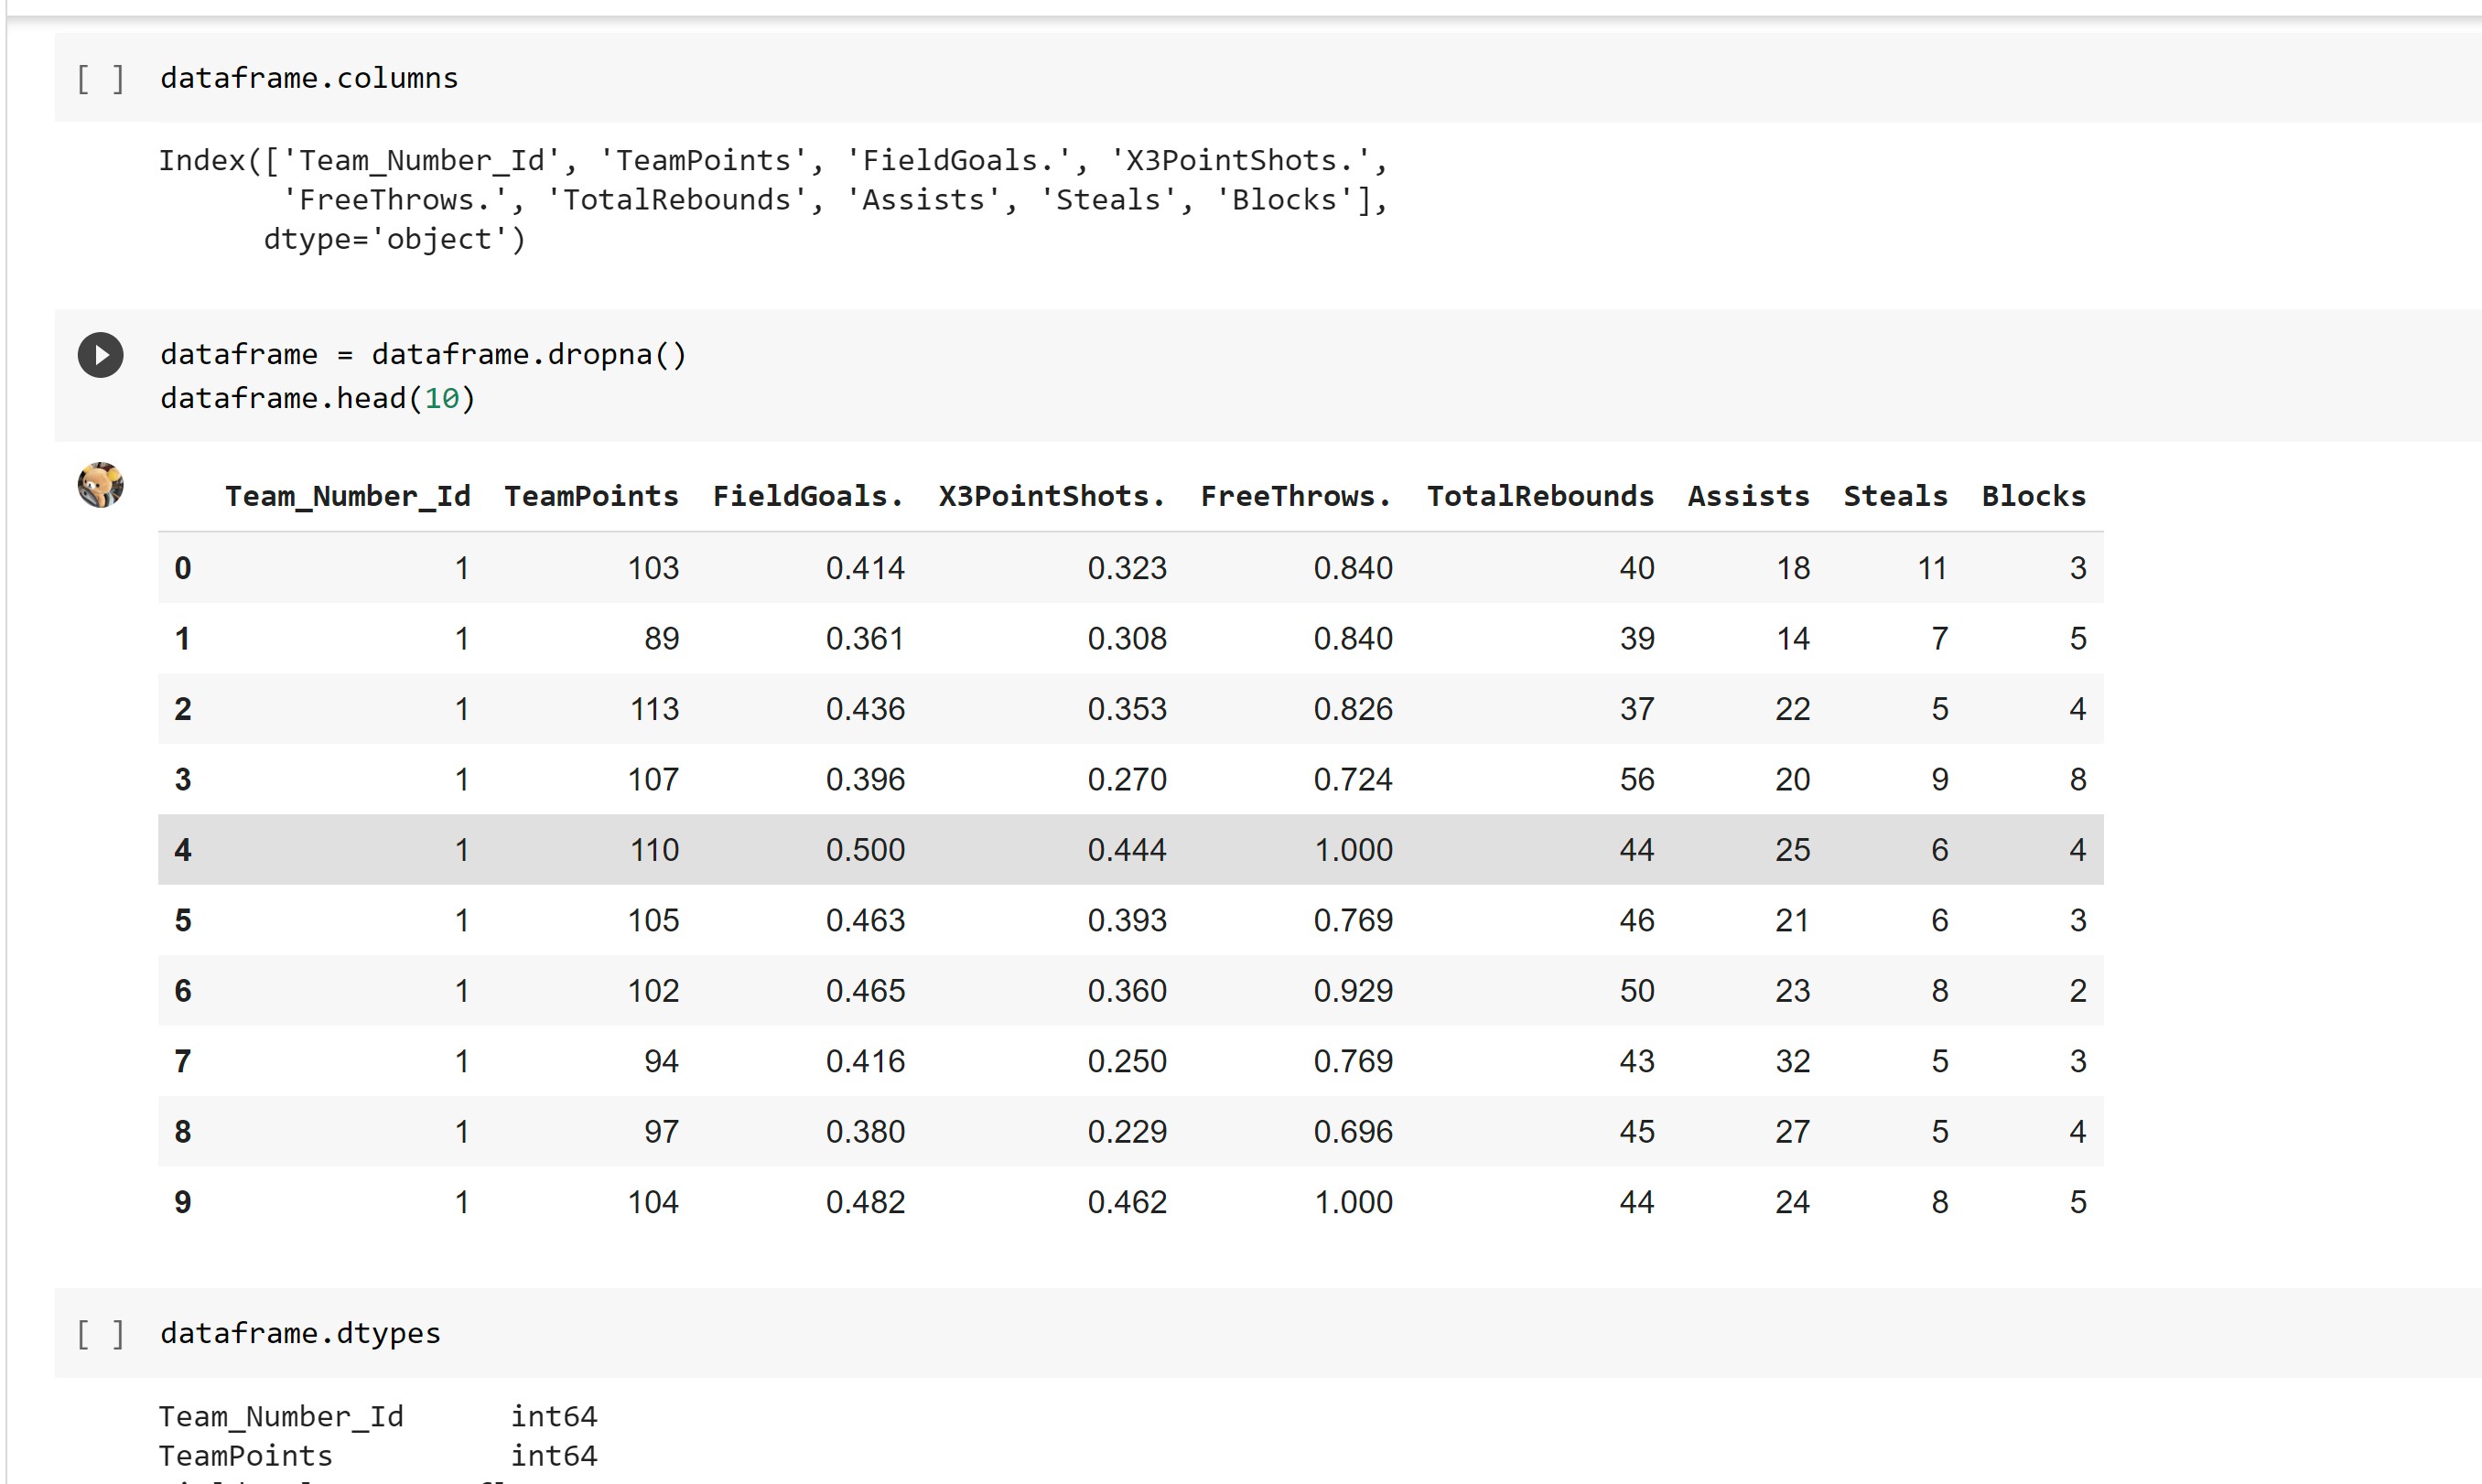 [ ] dataframe.columns
Index(['Team_Number_Id', 'TeamPoints', 'FieldGoals.', 'X3PointShots.',
'FreeThrows.', 'TotalRebounds', 'Assists', 'Steals', 'Blocks'],
dtype='object')
dataframe = dataframe.dropna()
dataframe.head(10)
Team_Number_Id TeamPoints FieldGoals. X3PointShots. FreeThrows. TotalRebounds Assists Steals Blocks
0 1 103 0.414 0.323 0.840 40 18 11 3
1 1 89 0.361 0.308 0.840 39 14 7 5
2 1 113 0.436 0.353 0.826 37 22 5 4
3 1 107 0.396 0.270 0.724 56 20 9 8
4 1 110 0.500 0.444 1.000 44 25 6 4
5 1 105 0.463 0.393 0.769 46 21 6 3
6 1 102 0.465 0.360 0.929 50 23 8 2
7 1 94 0.416 0.250 0.769 43 32 5 3
8 1 97 0.380 0.229 0.696 45 27 5 4
9 1 104 0.482 0.462 1.000 44 24 8 5
[ ] dataframe.dtypes
Team_Number_Id int64
TeamPoints int64